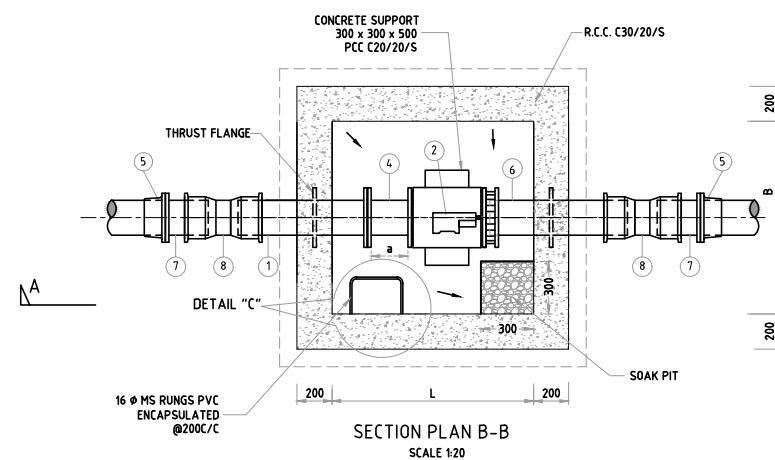 CONCRETE SUPPORT
300 x 300 x 500
PCC C20/20/S
R.C.C. C30/20/S
THRUST FLANGE
200
B
200
5
4
2
6
5
7
8
1
8
7
a
A
DETAIL "C"
300
300
SOAK PIT
200
L
200
16 Ø MS RUNGS PVC
ENCAPSULATED
@200C/C
SECTION PLAN B-B
SCALE 1:20